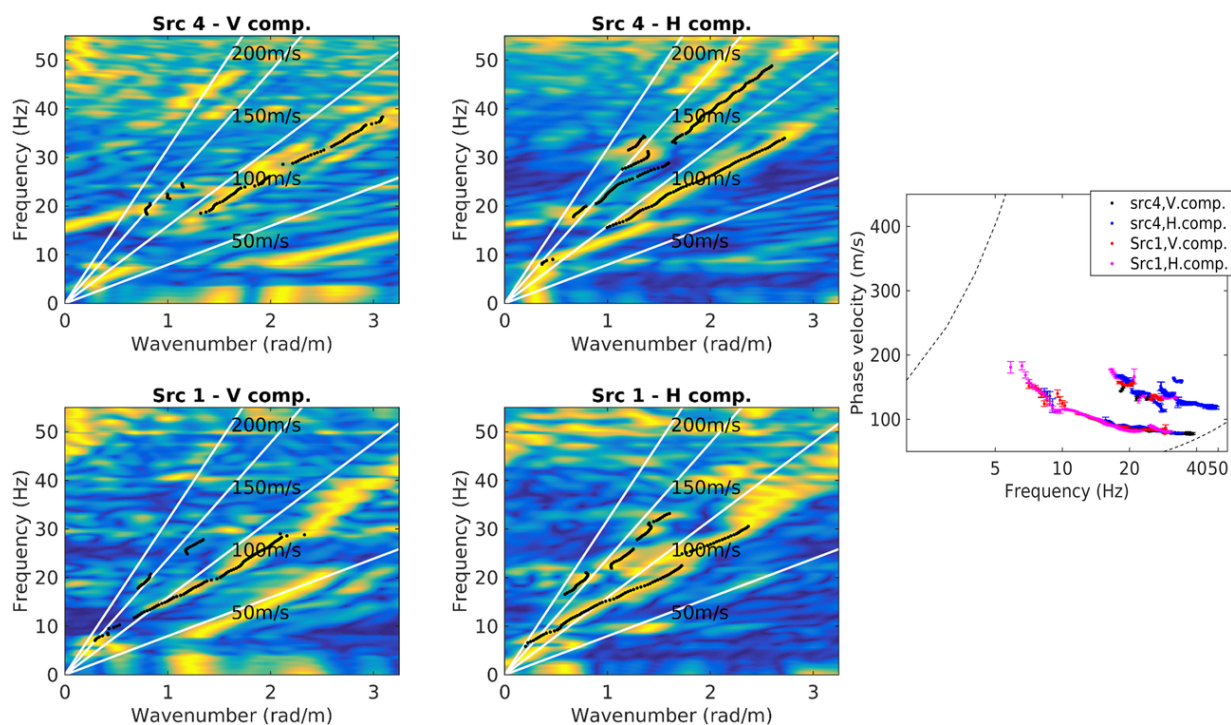 Src 4 - V comp.
Frequency (Hz)
50
40
30
20
10
0
200m/s
150m/s
100m/s
50m/s
0 1 2 3
Wavenumber (rad/m)
Src 4 - H comp.
Frequency (Hz)
50
40
30
20
10
0
200m/s
150m/s
100m/s
50m/s
0 1 2 3
Wavenumber (rad/m)
Src 1 - V comp.
Frequency (Hz)
50
40
30
20
10
0
200m/s
150m/s
100m/s
50m/s
0 1 2 3
Wavenumber (rad/m)
Src 1 - H comp.
Frequency (Hz)
50
40
30
20
10
0
200m/s
150m/s
100m/s
50m/s
0 1 2 3
Wavenumber (rad/m)
src4,V.comp.
src4,H.comp.
Src1,V.comp.
Src1,H.comp.
Phase velocity (m/s)
400
300
200
100
5 10 20 40 50
Frequency (Hz)